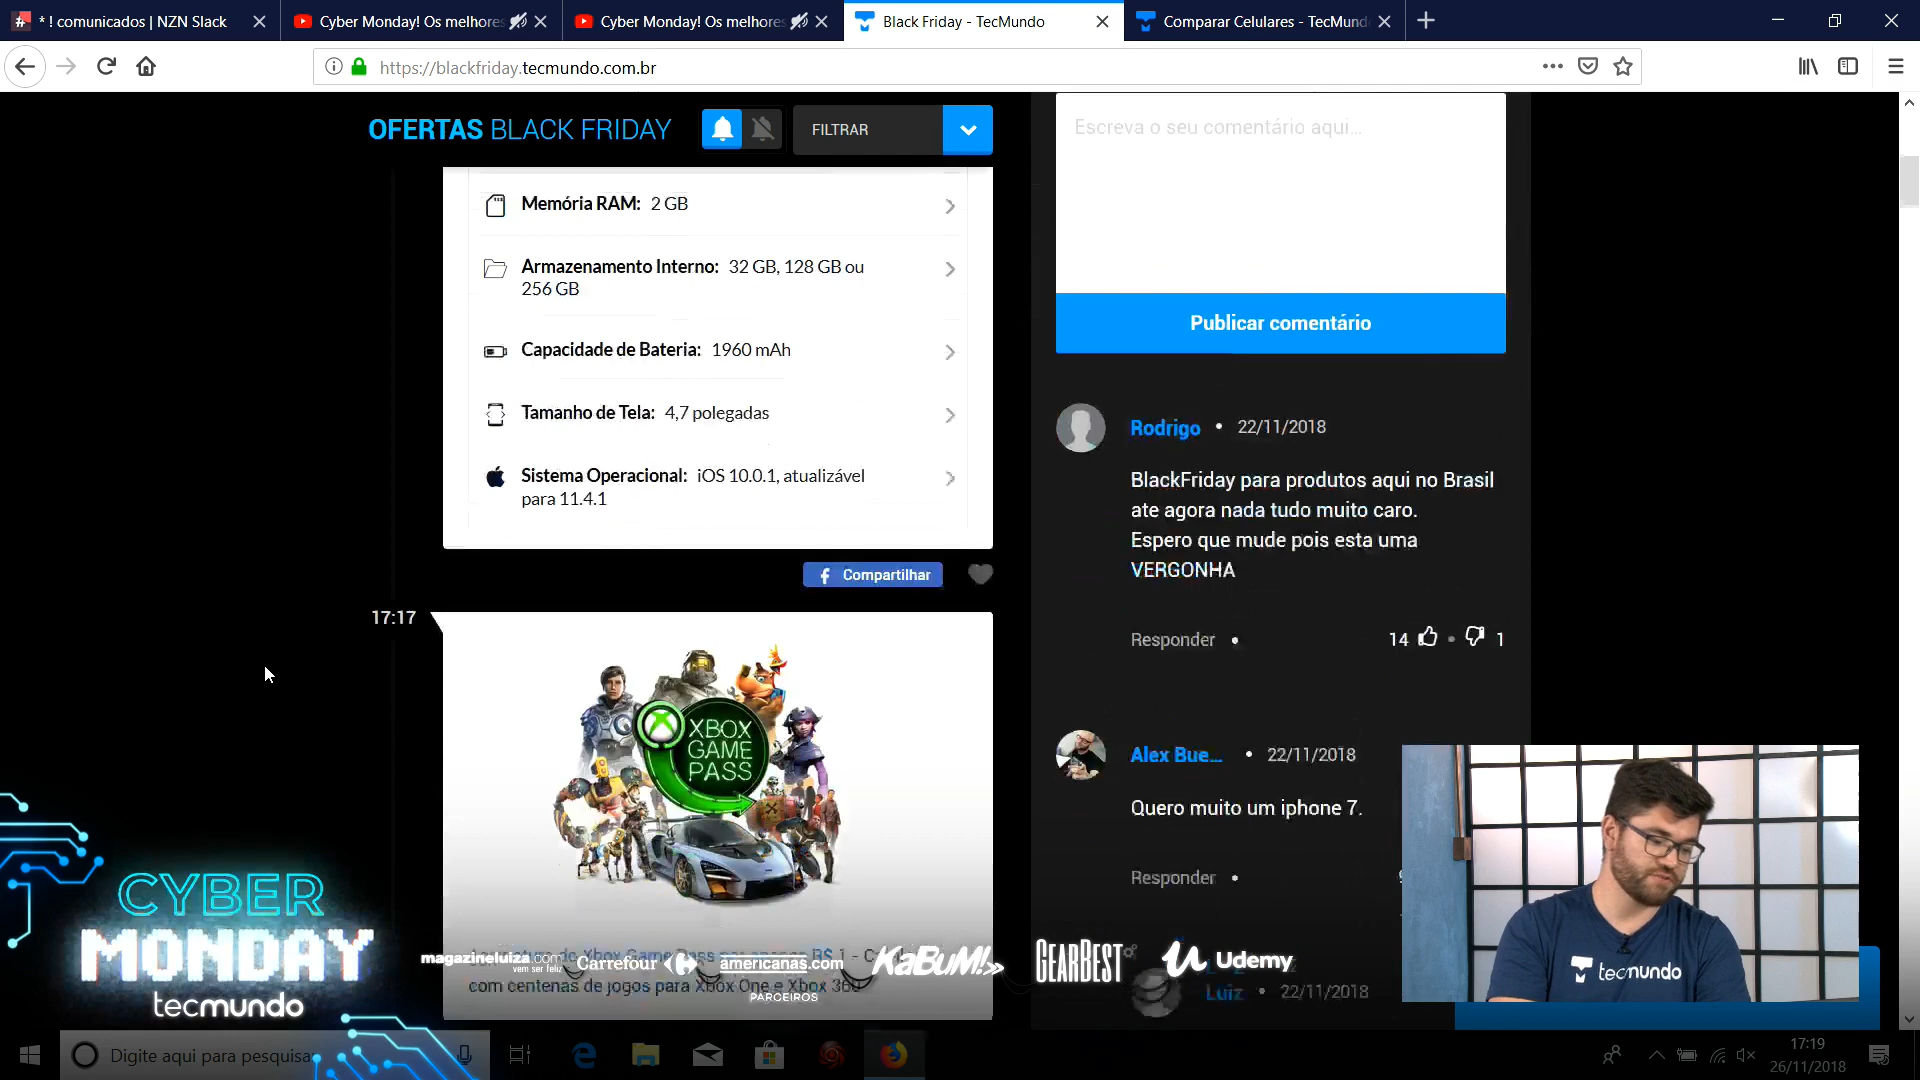 * ! comunicados | NZN Slack
Cyber Monday! Os melhores
Cyber Monday! Os melhores
Black Friday - TecMundo
Comparar Celulares - TecMund
https://blackfriday.tecmundo.com.br
OFERTAS BLACK FRIDAY
FILTRAR
Memória RAM: 2 GB
Armazenamento Interno: 32 GB, 128 GB ou
256 GB
Capacidade de Bateria: 1960 mAh
Tamanho de Tela: 4,7 polegadas
Sistema Operacional: iOS 10.0.1, atualizável
para 11.4.1
Compartilhar
17:17
XBOX
GAME
PASS
Xbox Game Pass
com centenas de jogos para Xbox One e Xbox 360
Escreva o seu comentário aqui...
Publicar comentário
Rodrigo • 22/11/2018
BlackFriday para produtos aqui no Brasil
ate agora nada tudo muito caro.
Espero que mude pois esta uma
VERGONHA
Responder • 14 • 1
Alex Bue... • 22/11/2018
Quero muito um iphone 7.
Responder •
Luiz • 22/11/2018
tecmundo
CYBER
MONDAY
tecmundo
magazineluiza.com
vem ser feliz
Carrefour
americanas.com
KaBuM!
GEARBEST
Udemy
PARCEIROS
Digite aqui para pesquisar
17:19
26/11/2018